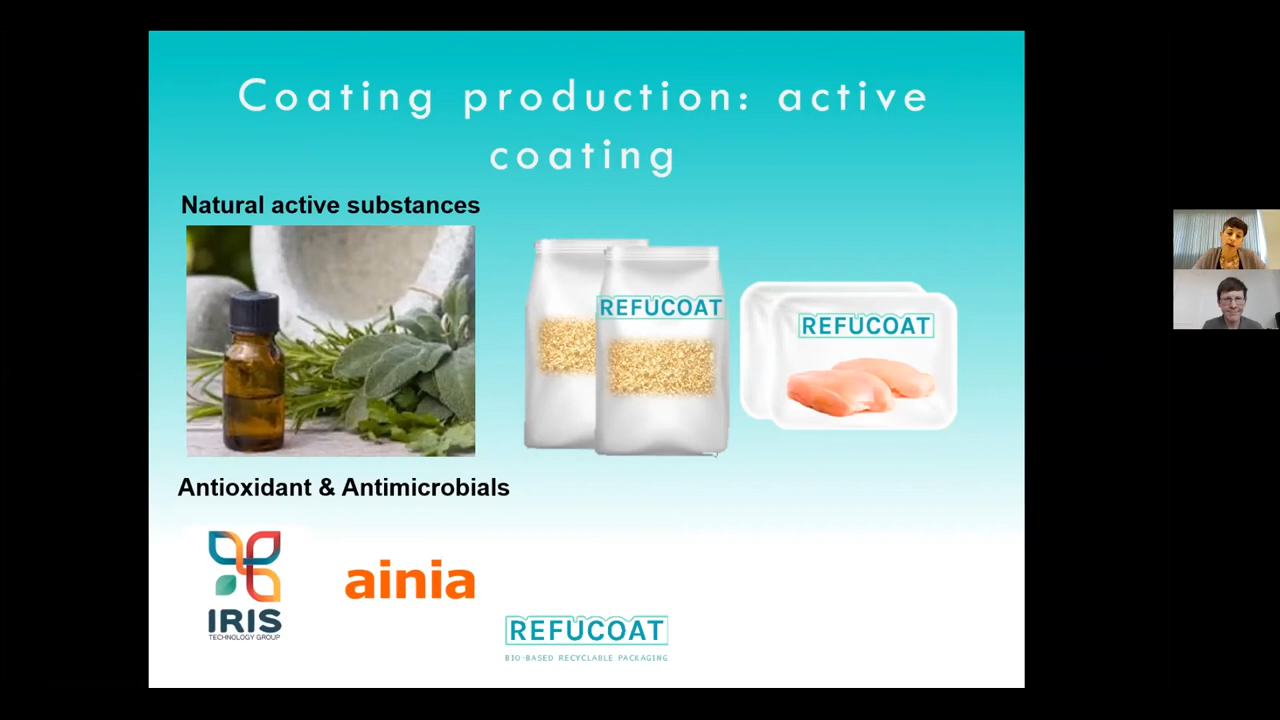 Coating production: active
coating
Natural active substances
REFUCOAT
REFUCOAT
Antioxidant & Antimicrobials
IRIS
TECHNOLOGY GROUP
ainia
REFUCOAT
BIO-BASED RECYCLABLE PACKAGING